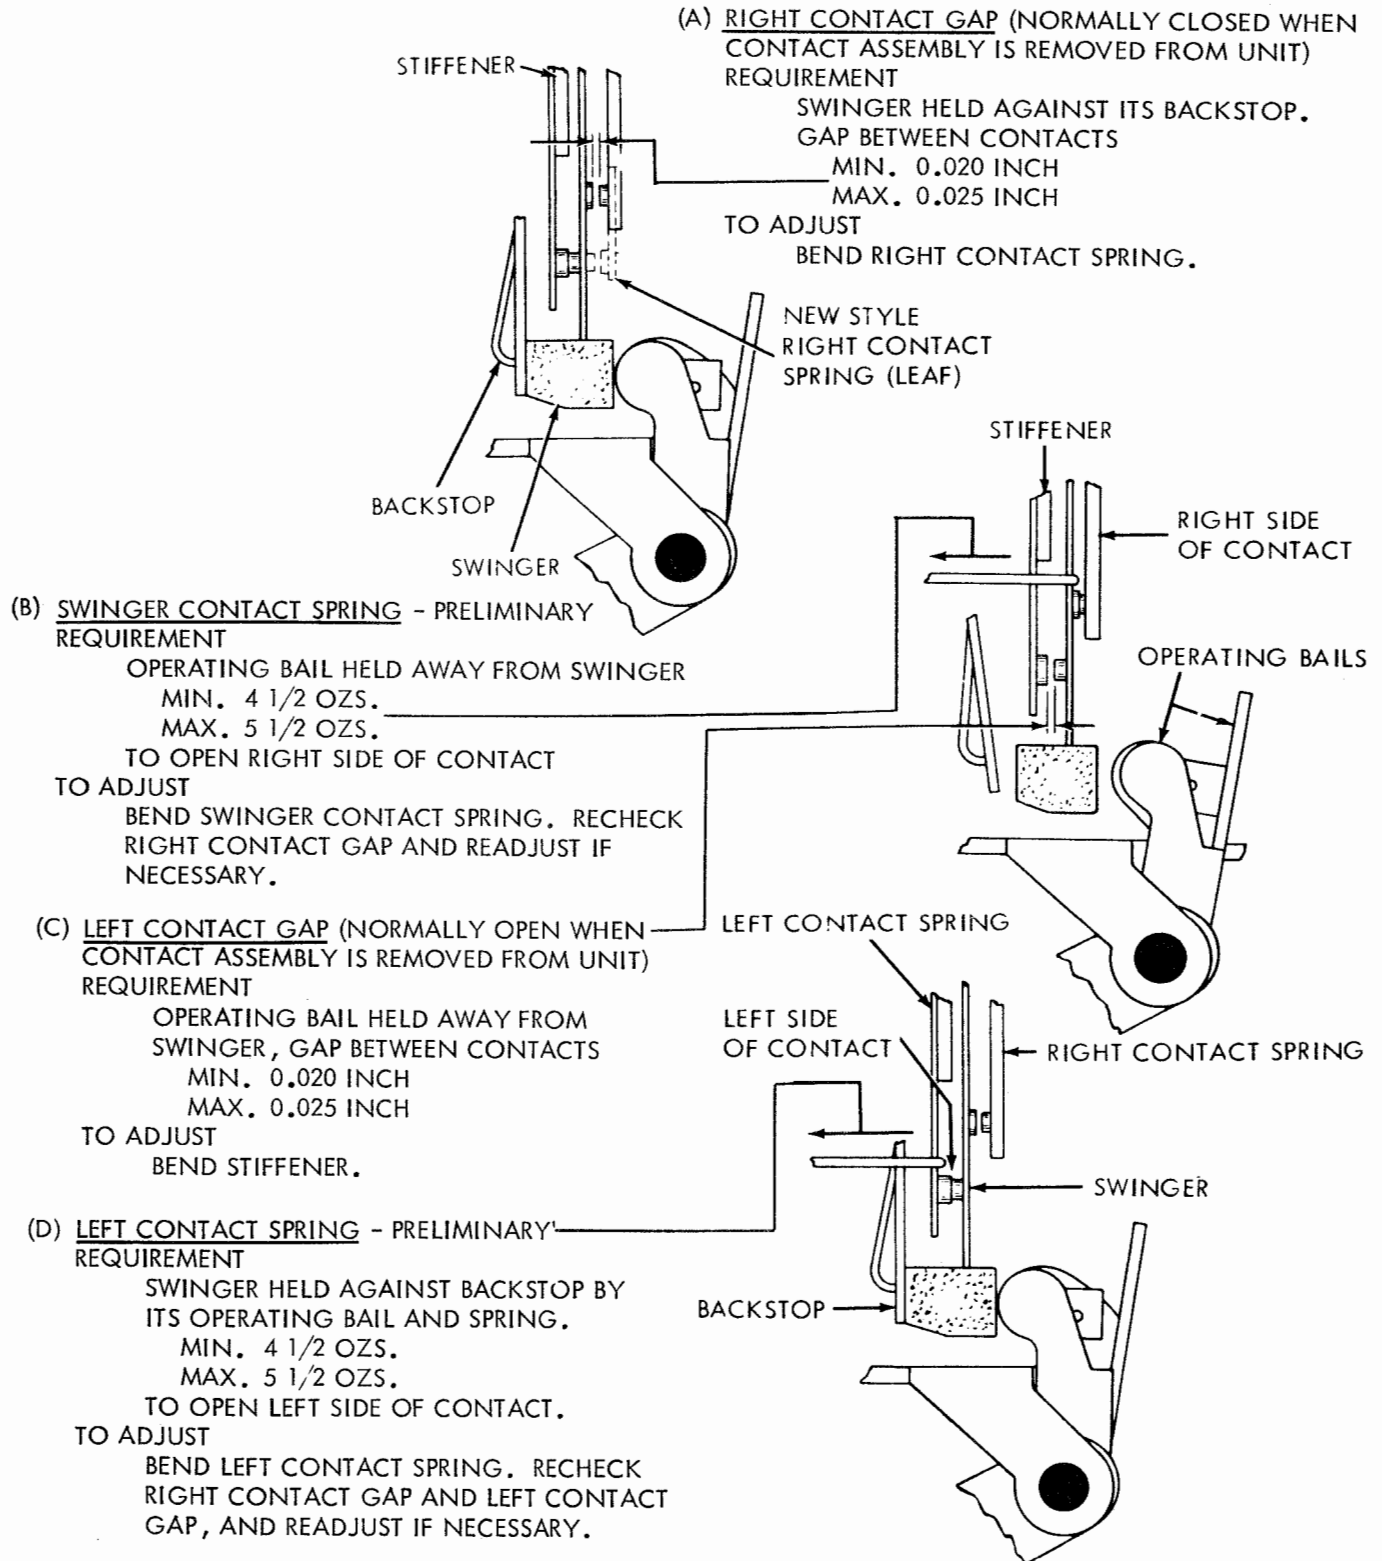 (A) RIGHT CONTACT GAP (NORMALLY CLOSED WHEN
CONTACT ASSEMBLY IS REMOVED FROM UNIT)
REQUIREMENT
SWINGER HELD AGAINST ITS BACKSTOP.
GAP BETWEEN CONTACTS
MIN. 0.020 INCH
MAX. 0.025 INCH
TO ADJUST
BEND RIGHT CONTACT SPRING.
STIFFENER
NEW STYLE
RIGHT CONTACT
SPRING (LEAF)
BACKSTOP
SWINGER
STIFFENER
RIGHT SIDE
OF CONTACT
OPERATING BAILS
(B) SWINGER CONTACT SPRING - PRELIMINARY
REQUIREMENT
OPERATING BAIL HELD AWAY FROM SWINGER
MIN. 4 1/2 OZS.
MAX. 5 1/2 OZS.
TO OPEN RIGHT SIDE OF CONTACT
TO ADJUST
BEND SWINGER CONTACT SPRING. RECHECK
RIGHT CONTACT GAP AND READJUST IF
NECESSARY.
(C) LEFT CONTACT GAP (NORMALLY OPEN WHEN
CONTACT ASSEMBLY IS REMOVED FROM UNIT)
REQUIREMENT
OPERATING BAIL HELD AWAY FROM
SWINGER, GAP BETWEEN CONTACTS
MIN. 0.020 INCH
MAX. 0.025 INCH
TO ADJUST
BEND STIFFENER.
LEFT CONTACT SPRING
LEFT SIDE
OF CONTACT
RIGHT CONTACT SPRING
SWINGER
BACKSTOP
(D) LEFT CONTACT SPRING - PRELIMINARY
REQUIREMENT
SWINGER HELD AGAINST BACKSTOP BY
ITS OPERATING BAIL AND SPRING.
MIN. 4 1/2 OZS.
MAX. 5 1/2 OZS.
TO OPEN LEFT SIDE OF CONTACT.
TO ADJUST
BEND LEFT CONTACT SPRING. RECHECK
RIGHT CONTACT GAP AND LEFT CONTACT
GAP, AND READJUST IF NECESSARY.